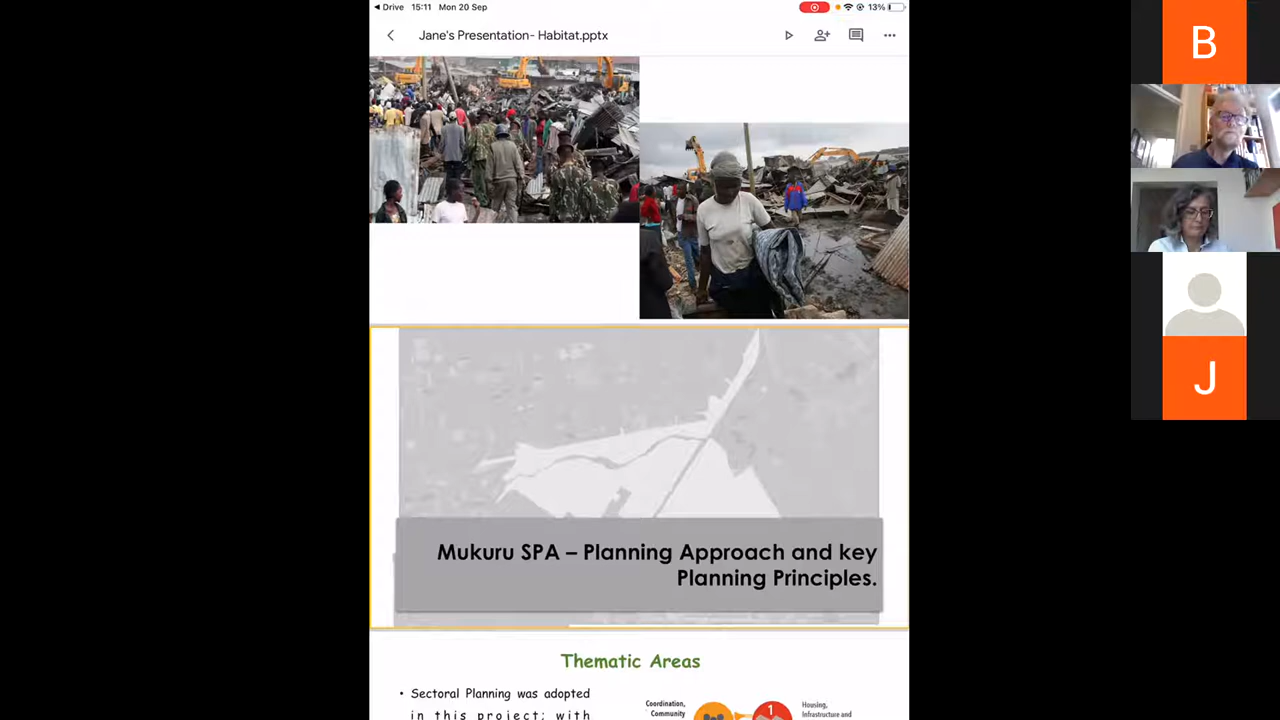 Drive 15:11 Mon 20 Sep 13%
Jane's Presentation- Habitat.pptx
Mukuru SPA – Planning Approach and key
Planning Principles.
Thematic Areas
• Sectoral Planning was adopted
in this project; with
Coordination,
Community
1
Housing,
Infrastructure and
B
J